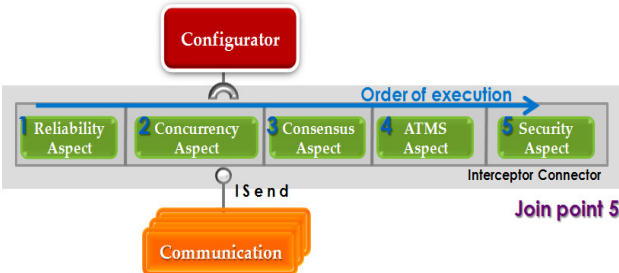 Configurator
Order of execution
1 Reliability Aspect
2 Concurrency Aspect
3 Consensus Aspect
4 ATMS Aspect
5 Security Aspect
Interceptor Connector
ISend
Join point 5
Communication